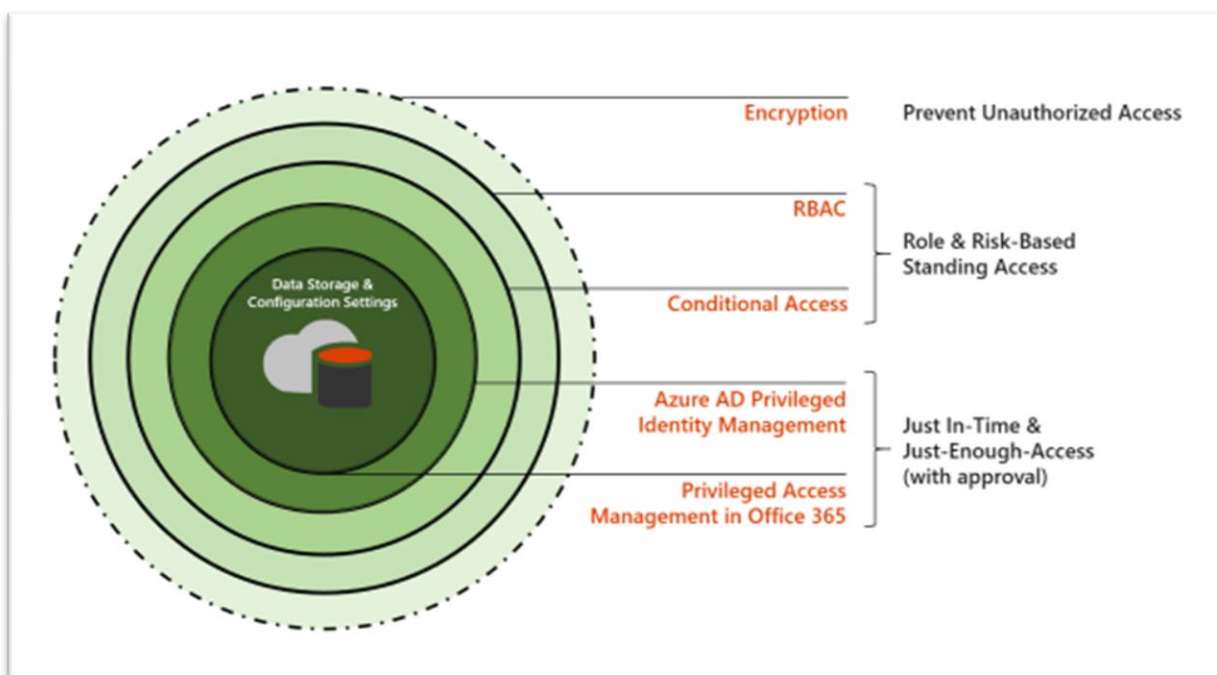 Encryption
Prevent Unauthorized Access
RBAC
Role & Risk-Based
Standing Access
Data Storage &
Configuration Settings
Conditional Access
Azure AD Privileged
Identity Management
Just In-Time &
Just-Enough-Access
(with approval)
Privileged Access
Management in Office 365